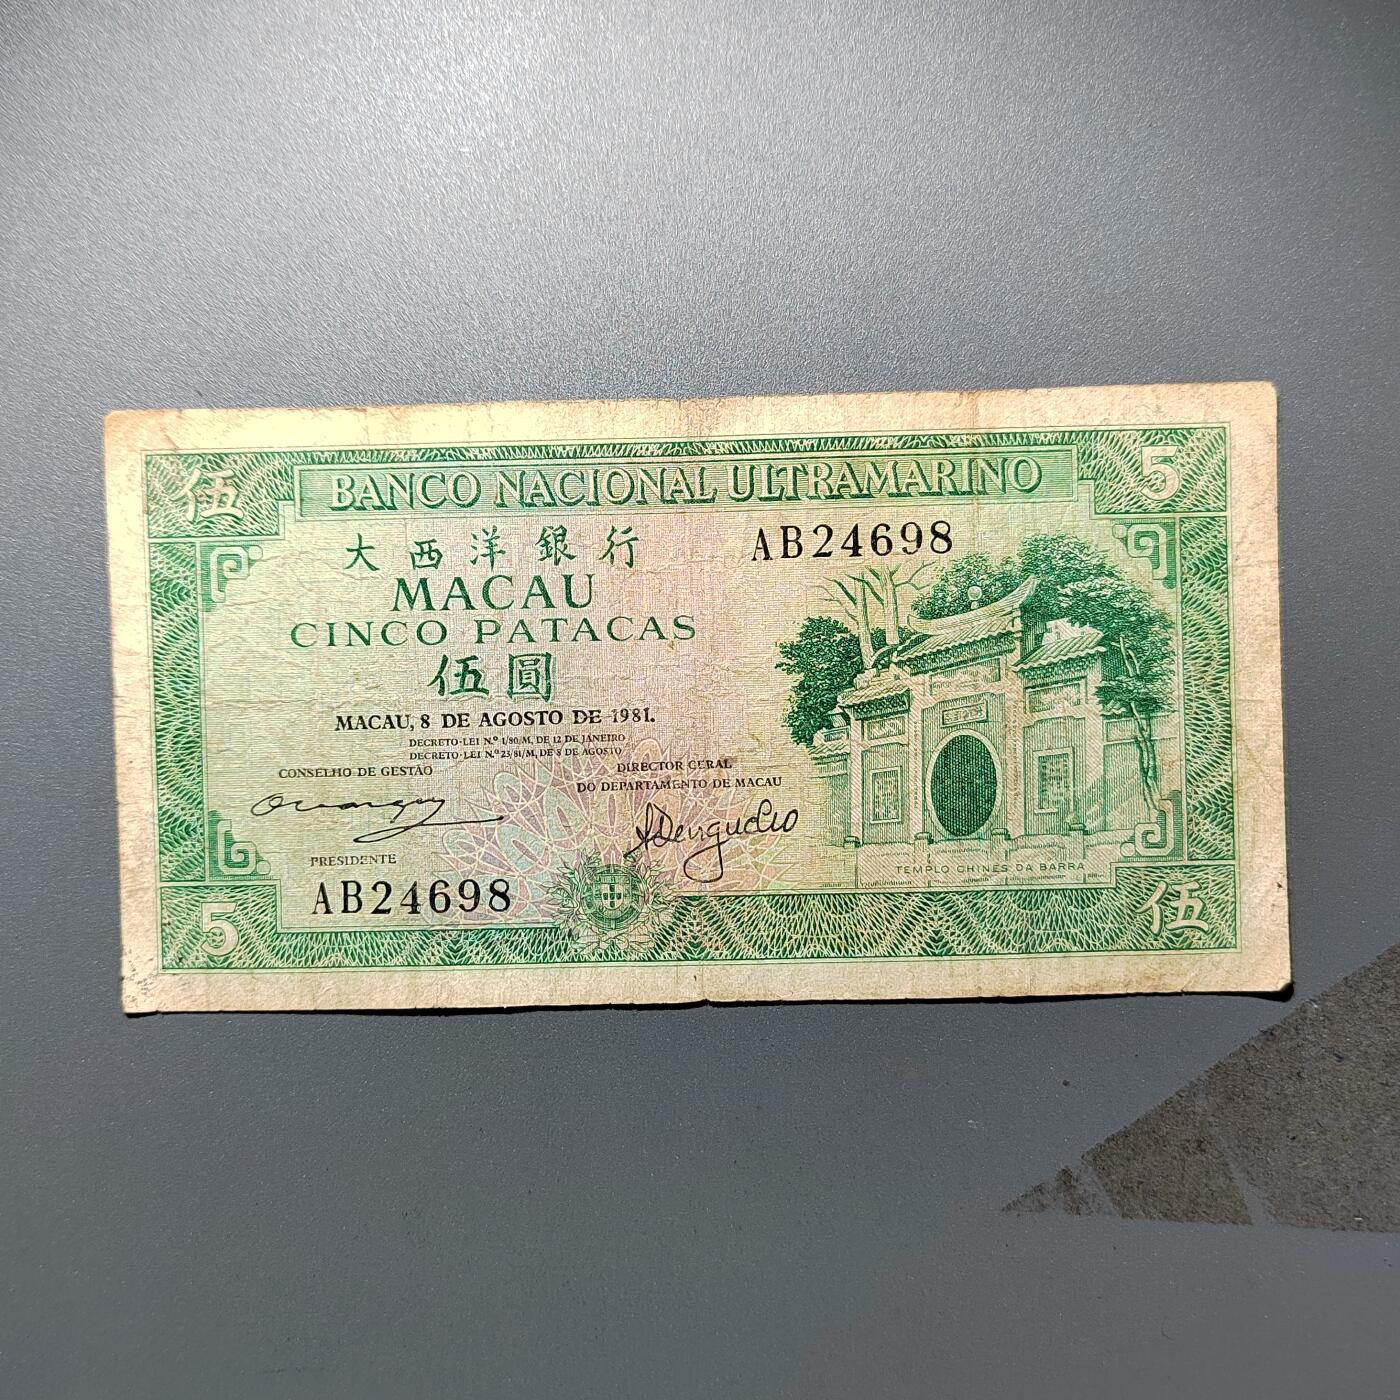 伍 BANCO NACIONAL ULTRAMARINO 5
大西洋銀行 AB24698
MACAU
CINCO PATACAS
伍圓
MACAU, 8 DE AGOSTO DE 1981.
DECRETO-LEI N.º 1/80/M, DE 12 DE JANEIRO
DECRETO-LEI N.º 23/81/M, DE 8 DE AGOSTO
CONSELHO DE GESTÃO DIRECTOR GERAL
DO DEPARTAMENTO DE MACAU
PRESIDENTE
TEMPLO CHINÊS DA BARRA
AB24698
5 伍